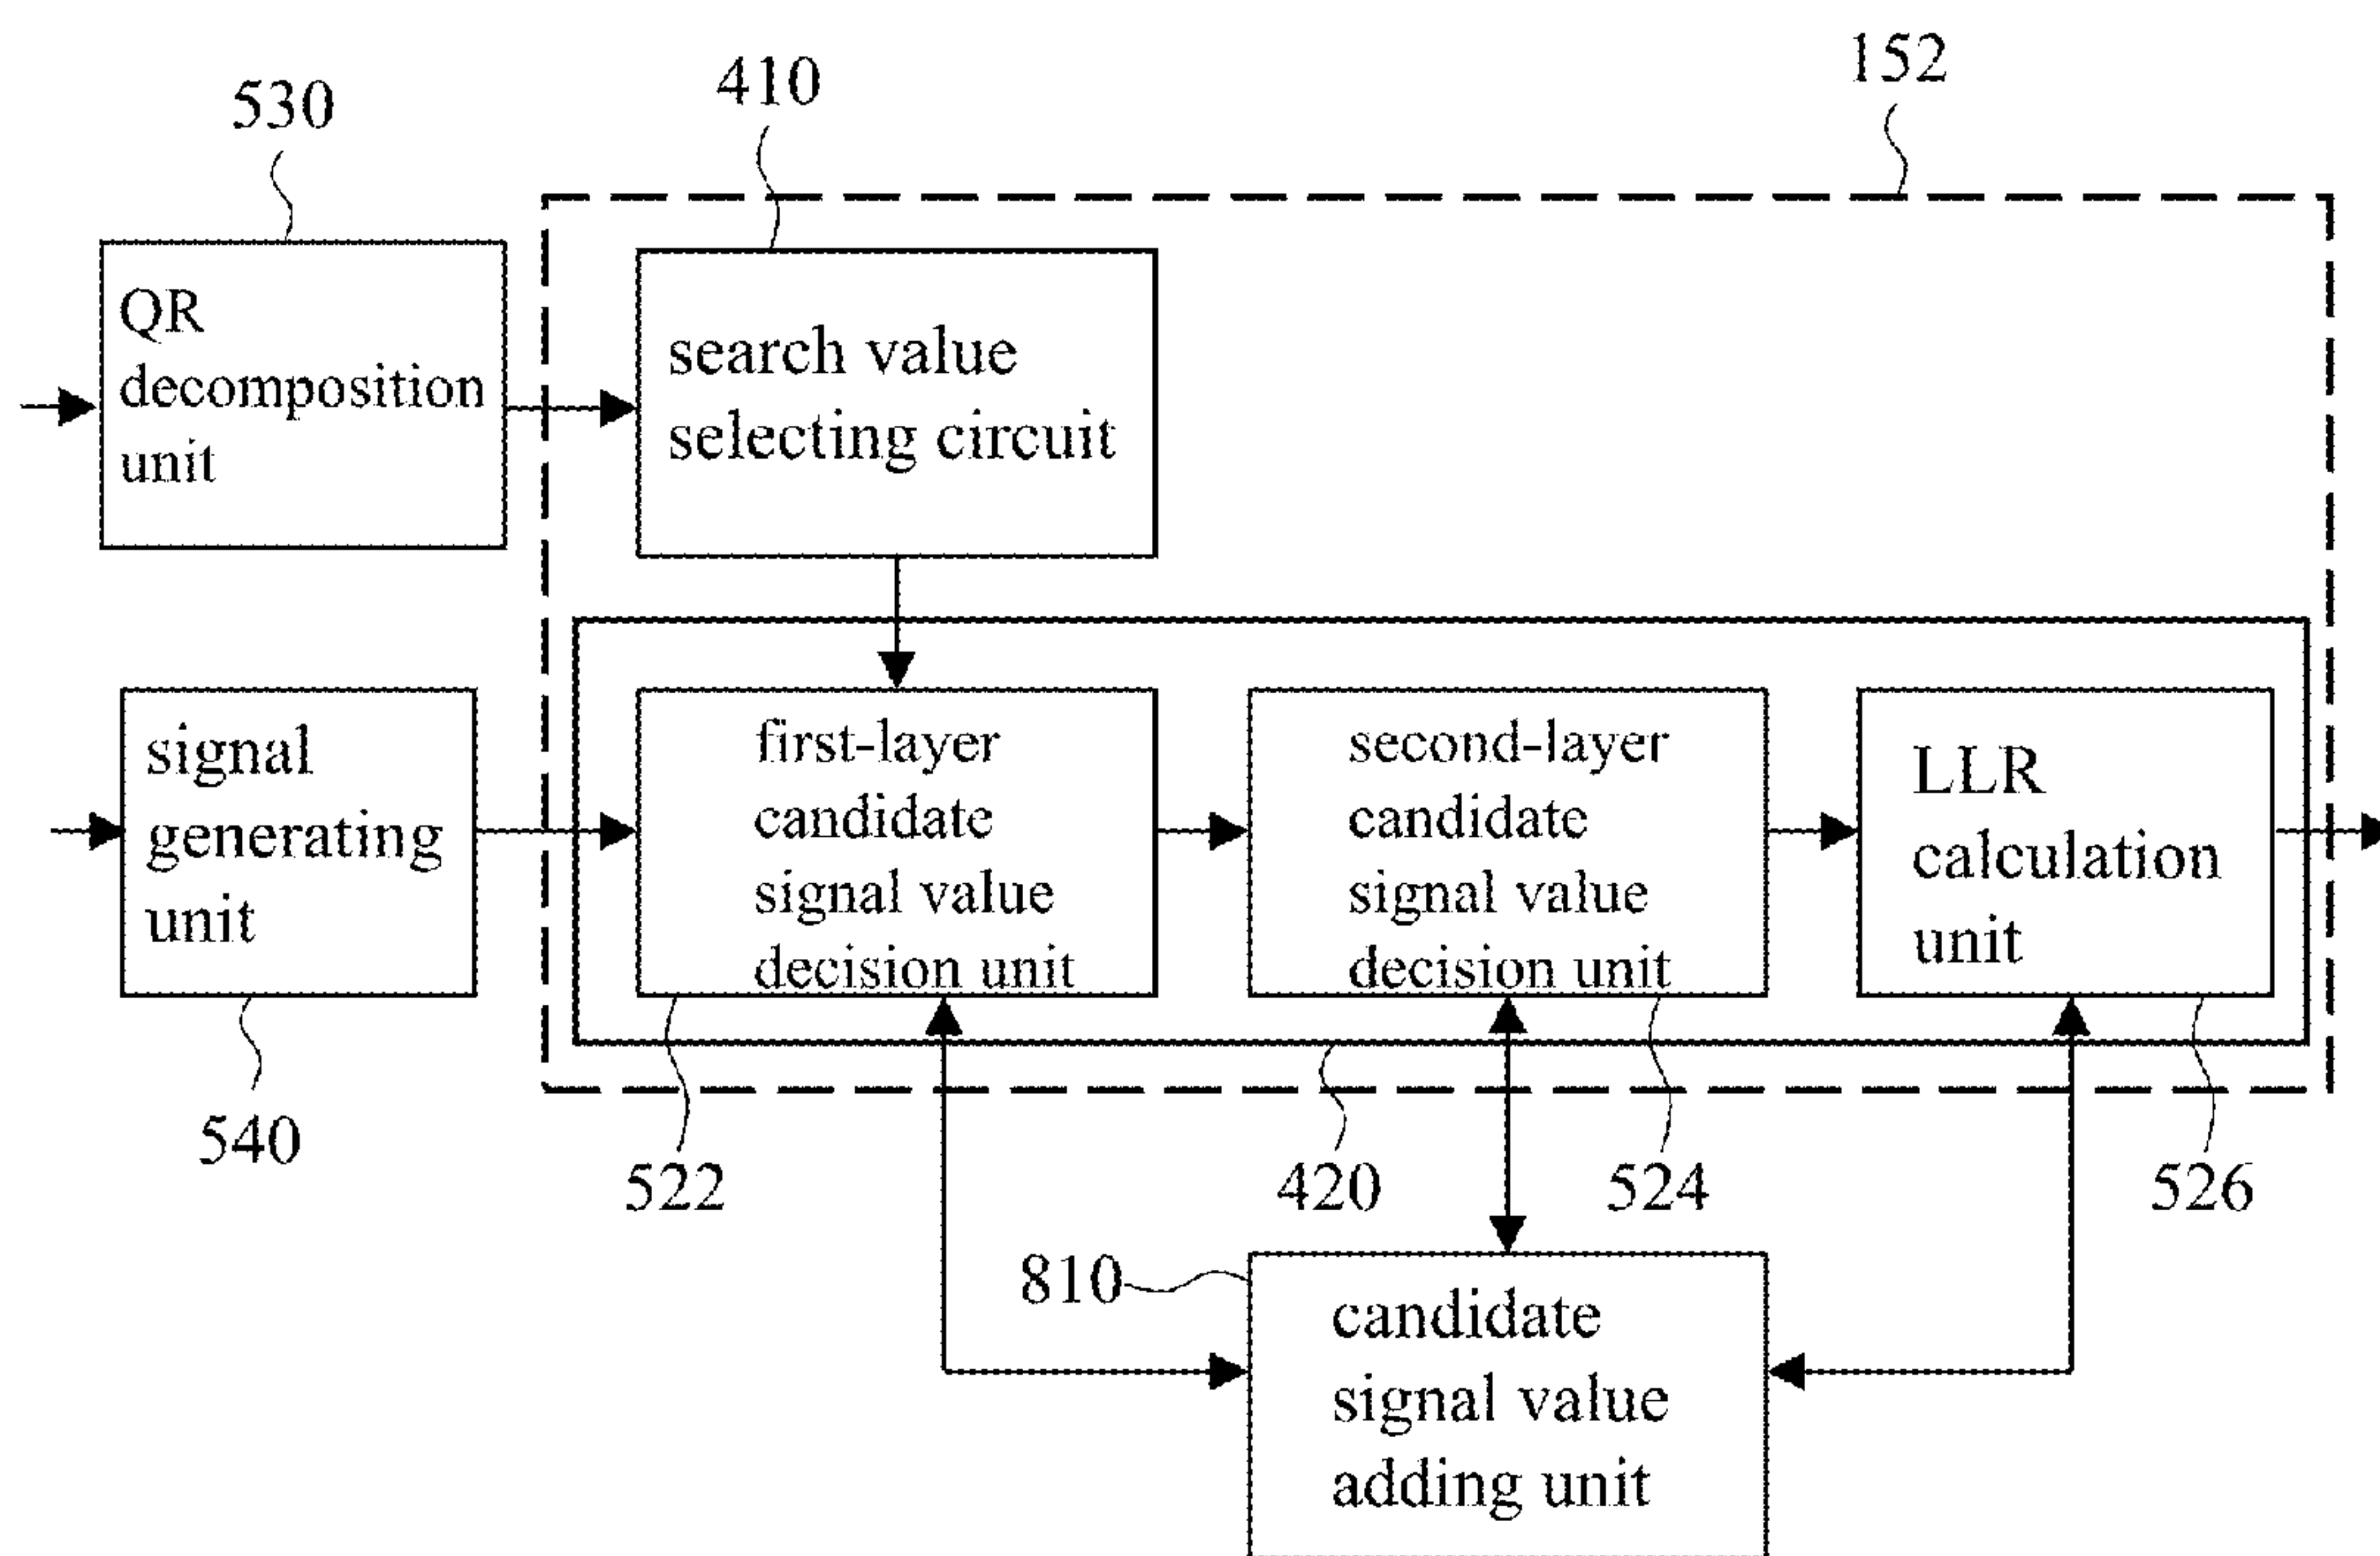 152
410
530
QR
decomposition
unit
search value
selecting circuit
signal
generating
unit
first-layer
candidate
signal value
decision unit
second-layer
candidate
signal value
decision unit
LLR
calculation
unit
540
522
420
524
526
810
candidate
signal value
adding unit